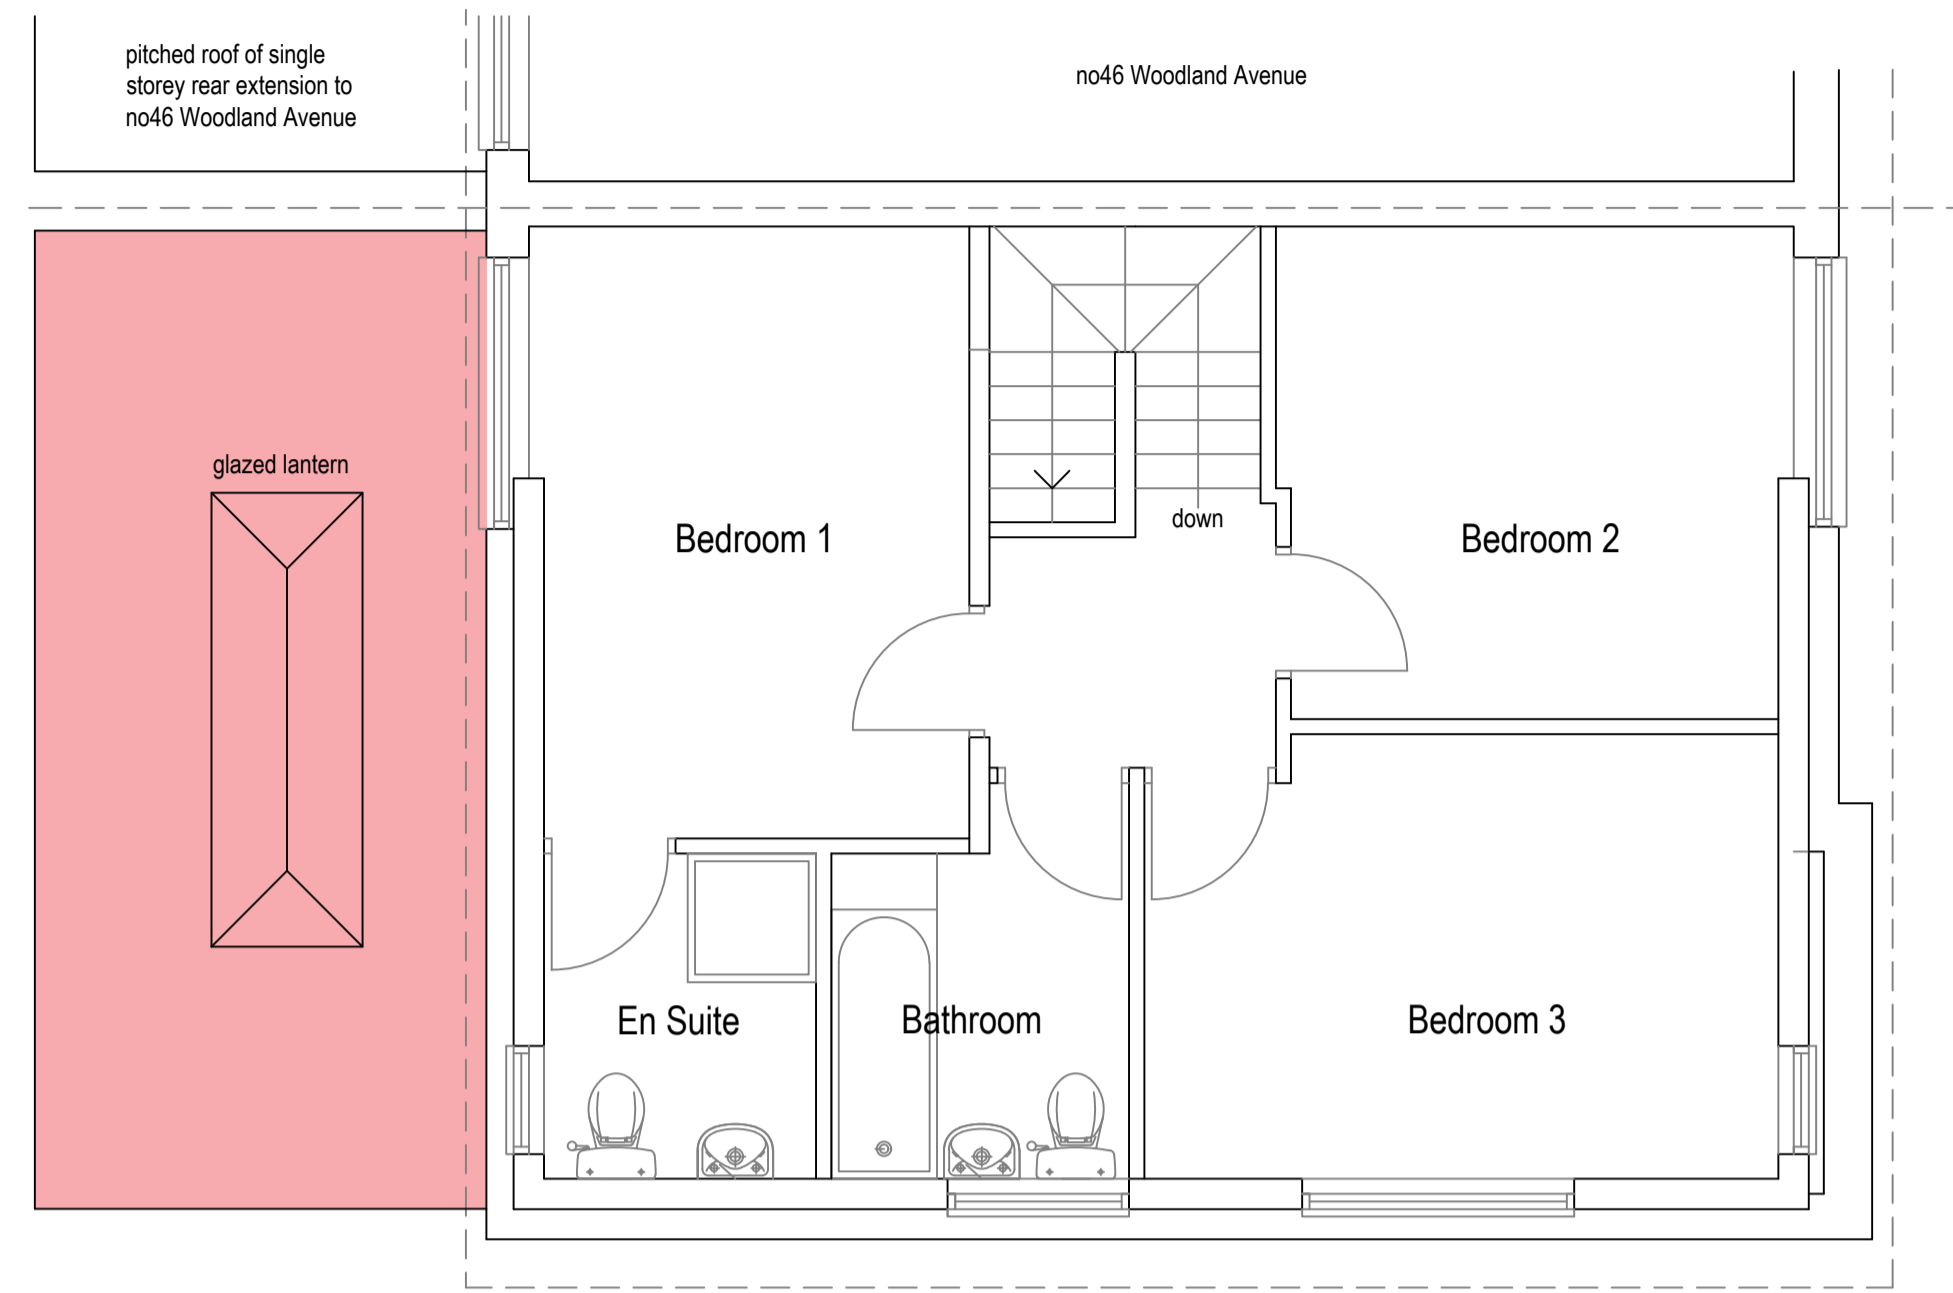 pitched roof of single
storey rear extension to
no46 Woodland Avenue
no46 Woodland Avenue
glazed lantern
Bedroom 1
down
Bedroom 2
En Suite
Bathroom
Bedroom 3